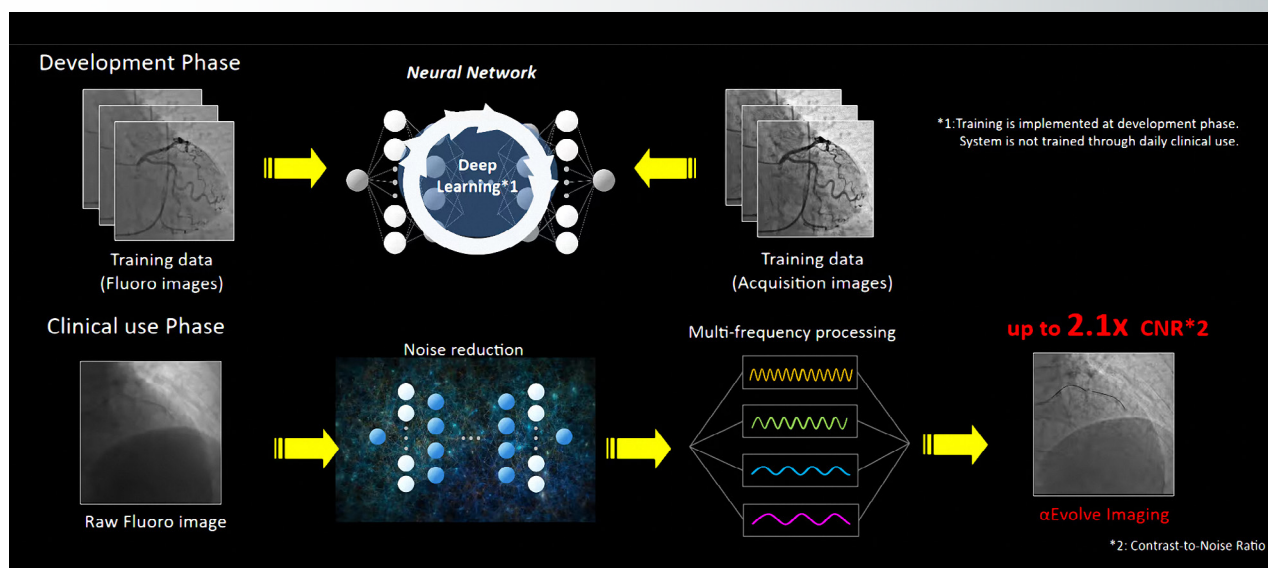 Development Phase
Neural Network
Deep
Learning*1
Training data
(Fluoro images)
Training data
(Acquisition images)
*1:Training is implemented at development phase.
System is not trained through daily clinical use.
Clinical use Phase
Raw Fluoro image
Noise reduction
Multi-frequency processing
up to 2.1x CNR*2
αEvolve Imaging
*2: Contrast-to-Noise Ratio